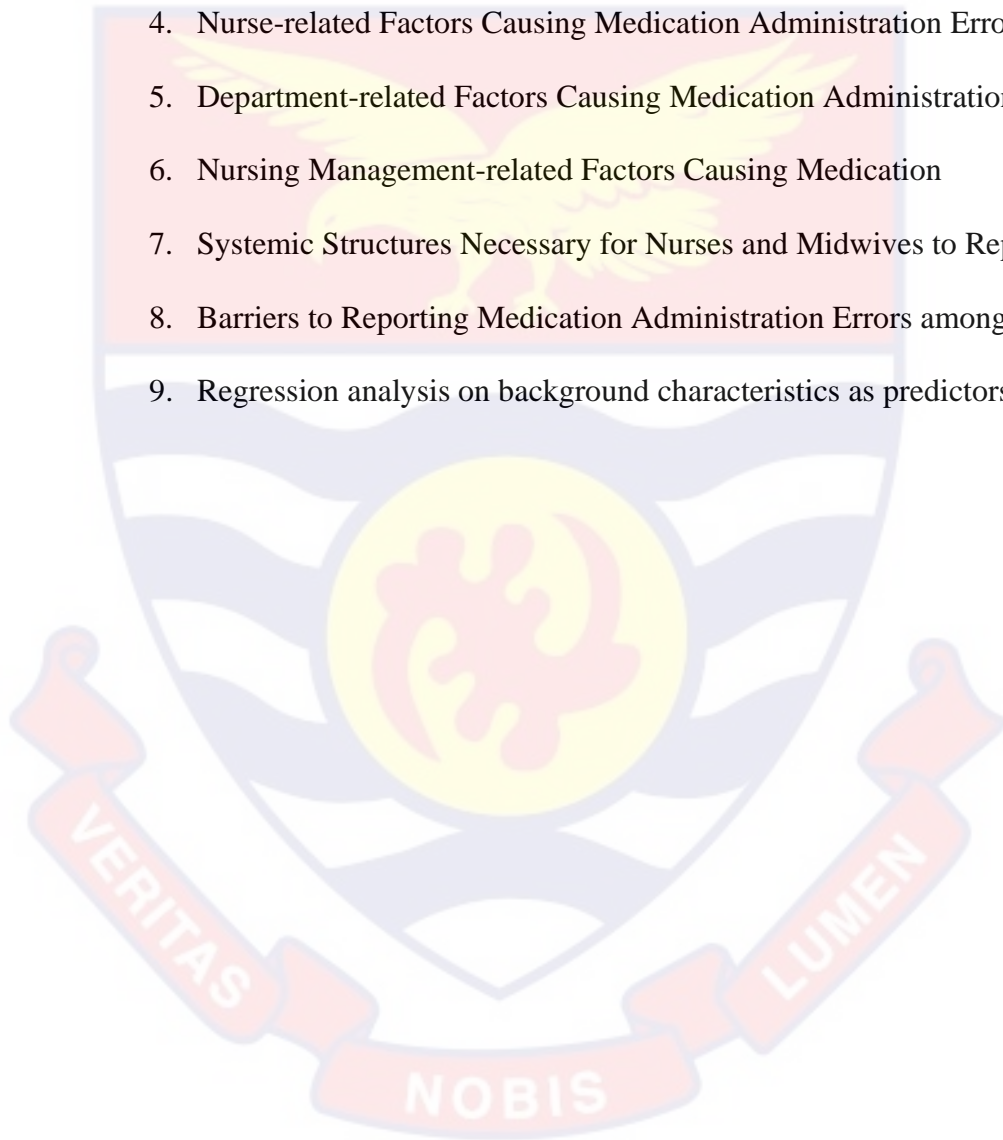 4. Nurse-related Factors Causing Medication Administration Erro
5. Department-related Factors Causing Medication Administration
6. Nursing Management-related Factors Causing Medication
7. Systemic Structures Necessary for Nurses and Midwives to Rep
8. Barriers to Reporting Medication Administration Errors among
9. Regression analysis on background characteristics as predictors
VERITAS
NOBIS
LUMEN